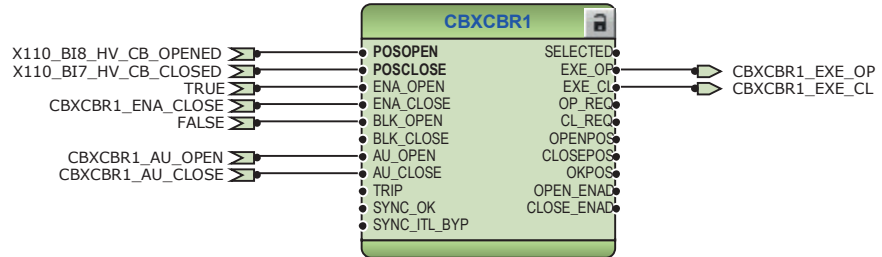 CBXCBR1
X110_BI8_HV_CB_OPENED
X110_BI7_HV_CB_CLOSED
TRUE
CBXCBR1_ENA_CLOSE
FALSE
CBXCBR1_AU_OPEN
CBXCBR1_AU_CLOSE
POSOPEN
POSCLOSE
ENA_OPEN
ENA_CLOSE
BLK_OPEN
BLK_CLOSE
AU_OPEN
AU_CLOSE
TRIP
SYNC_OK
SYNC_ITL_BYP
SELECTED
EXE_OP
EXE_CL
OP_REQ
CL_REQ
OPENPOS
CLOSEPOS
OKPOS
OPEN_ENAD
CLOSE_ENAD
CBXCBR1_EXE_OP
CBXCBR1_EXE_CL